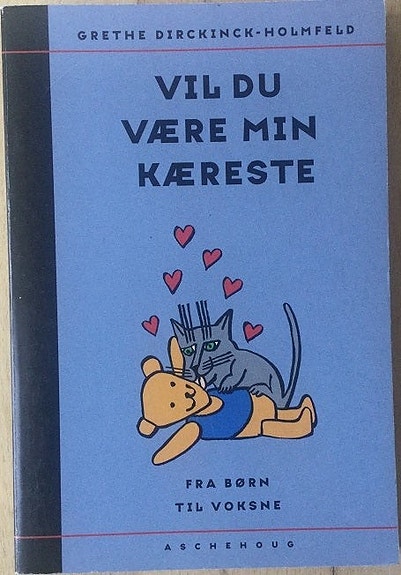 GRETHE DIRCKINCK-HOLMFELD
VIL DU
VÆRE MIN
KÆRESTE
FRA BØRN
TIL VOKSNE
ASCHEHOUG